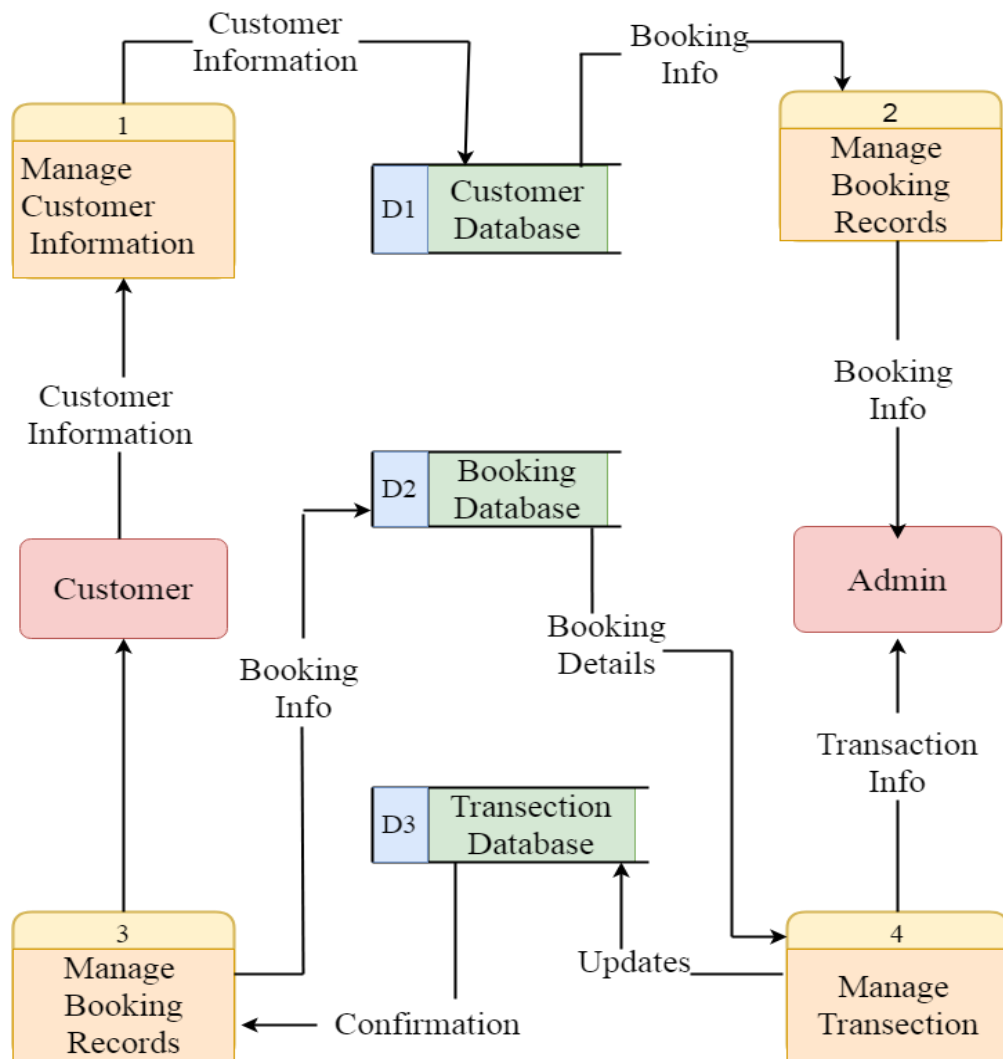 Customer
Information
Booking
Info
1
Manage
Customer
Information
D1
Customer
Database
2
Manage
Booking
Records
Customer
Information
Booking
Info
D2
Booking
Database
Customer
Admin
Booking
Info
Booking
Details
Transaction
Info
D3
Transection
Database
3
Manage
Booking
Records
Updates
Confirmation
4
Manage
Transection